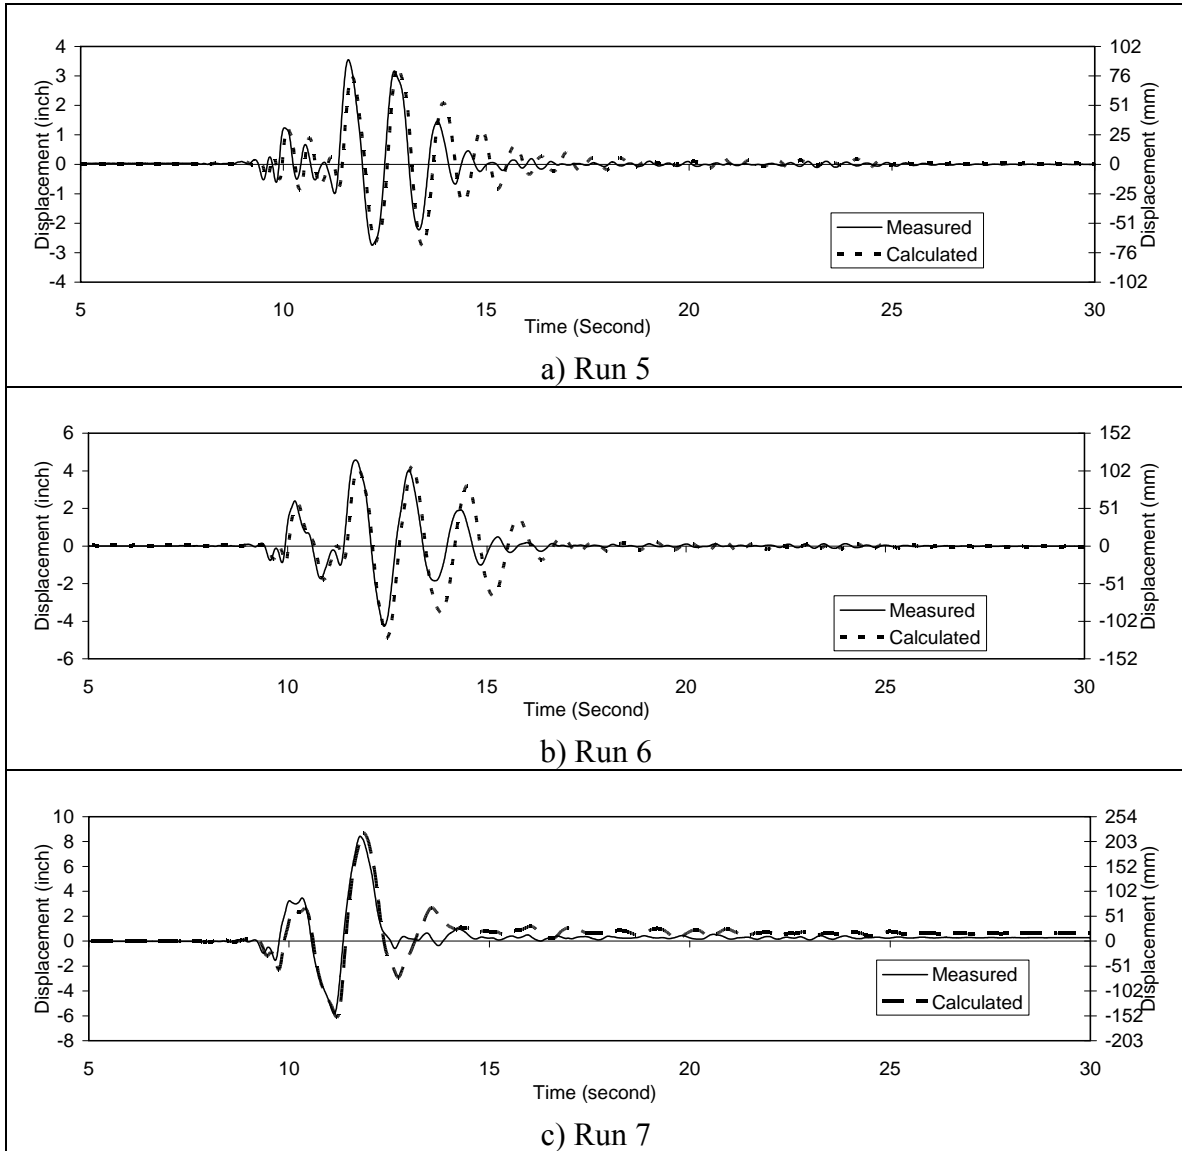 Displacement (inch)
4
3
2
1
0
-1
-2
-3
-4
102
76
51
25
0
-25
-51
-76
-102
Displacement (mm)
Measured
Calculated
5 10 15 20 25 30
Time (Second)
a) Run 5
Displacement (inch)
6
4
2
0
-2
-4
-6
152
102
51
0
-51
-102
-152
Displacement (mm)
Measured
Calculated
5 10 15 20 25 30
Time (Second)
b) Run 6
Displacement (inch)
10
8
6
4
2
0
-2
-4
-6
-8
254
203
152
102
51
0
-51
-102
-152
-203
Displacement (mm)
Measured
Calculated
5 10 15 20 25 30
Time (second)
c) Run 7